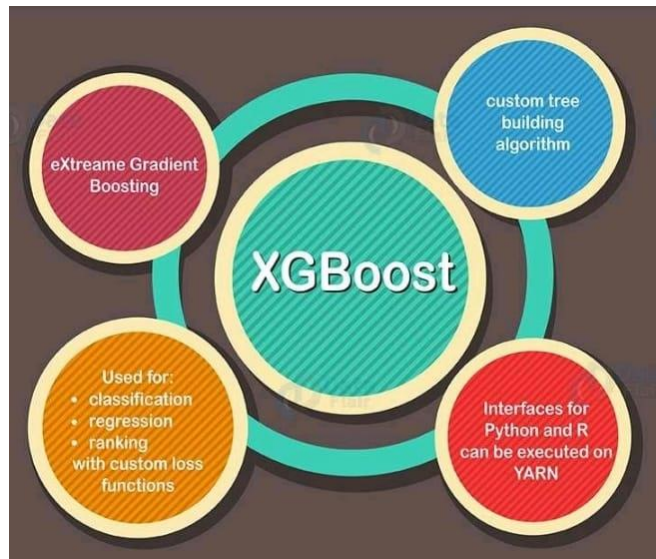 eXtreame Gradient
Boosting
custom tree
building
algorithm
XGBoost
Used for:
• classification
• regression
• ranking
with custom loss
functions
Interfaces for
Python and R
can be executed on
YARN
Flair